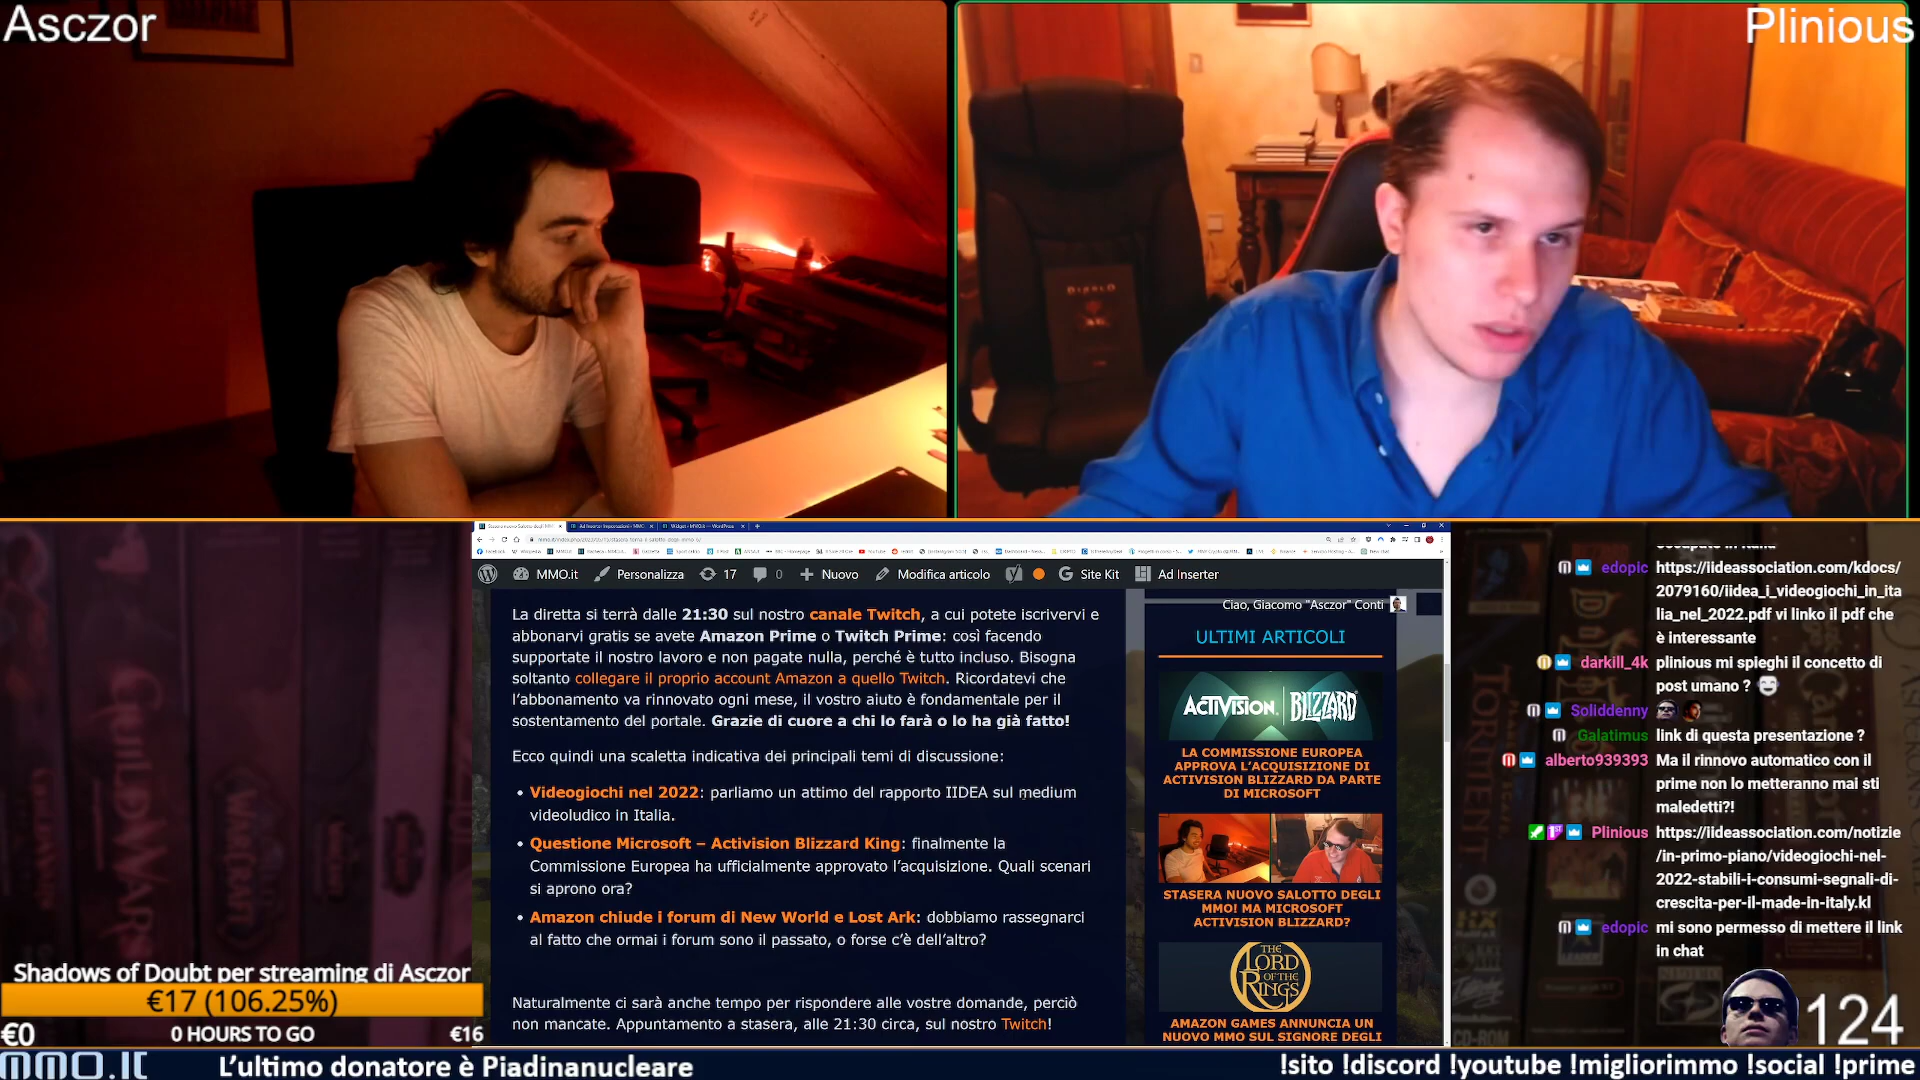 Asczor
Plinious
DIABLO
MMO.it
Personalizza
17
0
Nuovo
Modifica articolo
Site Kit
Ad Inserter
Ciao, Giacomo "Asczor" Conti
La diretta si terrà dalle 21:30 sul nostro canale Twitch, a cui potete iscrivervi e
abbonarvi gratis se avete Amazon Prime o Twitch Prime: così facendo
supportate il nostro lavoro e non pagate nulla, perché è tutto incluso. Bisogna
soltanto collegare il proprio account Amazon a quello Twitch. Ricordatevi che
l'abbonamento va rinnovato ogni mese, il vostro aiuto è fondamentale per il
sostentamento del portale. Grazie di cuore a chi lo farà o lo ha già fatto!
Ecco quindi una scaletta indicativa dei principali temi di discussione:
• Videogiochi nel 2022: parliamo un attimo del rapporto IIDEA sul medium
videoludico in Italia.
• Questione Microsoft – Activision Blizzard King: finalmente la
Commissione Europea ha ufficialmente approvato l'acquisizione. Quali scenari
si aprono ora?
• Amazon chiude i forum di New World e Lost Ark: dobbiamo rassegnarci
al fatto che ormai i forum sono il passato, o forse c'è dell'altro?
Naturalmente ci sarà anche tempo per rispondere alle vostre domande, perciò
non mancate. Appuntamento a stasera, alle 21:30 circa, sul nostro Twitch!
ULTIMI ARTICOLI
ACTIVISION. BLIZZARD
LA COMMISSIONE EUROPEA
APPROVA L'ACQUISIZIONE DI
ACTIVISION BLIZZARD DA PARTE
DI MICROSOFT
STASERA NUOVO SALOTTO DEGLI
MMO! MA MICROSOFT
ACTIVISION BLIZZARD?
THE
LORD
OF THE
RINGS
AMAZON GAMES ANNUNCIA UN
NUOVO MMO SUL SIGNORE DEGLI
edopic https://iideassociation.com/kdocs/
2079160/iidea_i_videogiochi_in_ita
lia_nel_2022.pdf vi linko il pdf che
è interessante
darkill_4k plinious mi spieghi il concetto di
post umano ?
Soliddenny
Galatimus link di questa presentazione ?
alberto939393 Ma il rinnovo automatico con il
prime non lo metteranno mai sti
maledetti?!
Plinious https://iideassociation.com/notizie
/in-primo-piano/videogiochi-nel-
2022-stabili-i-consumi-segnali-di-
crescita-per-il-made-in-italy.kl
edopic mi sono permesso di mettere il link
in chat
124
GUILD WARS
WARCRAFT
TORMENT
CD-ROM
Shadows of Doubt per streaming di Asczor
€17 (106.25%)
€0
0 HOURS TO GO
€16
MMO.IT
L'ultimo donatore è Piadinanucleare
!sito !discord !youtube !migliorimmo !social !prime